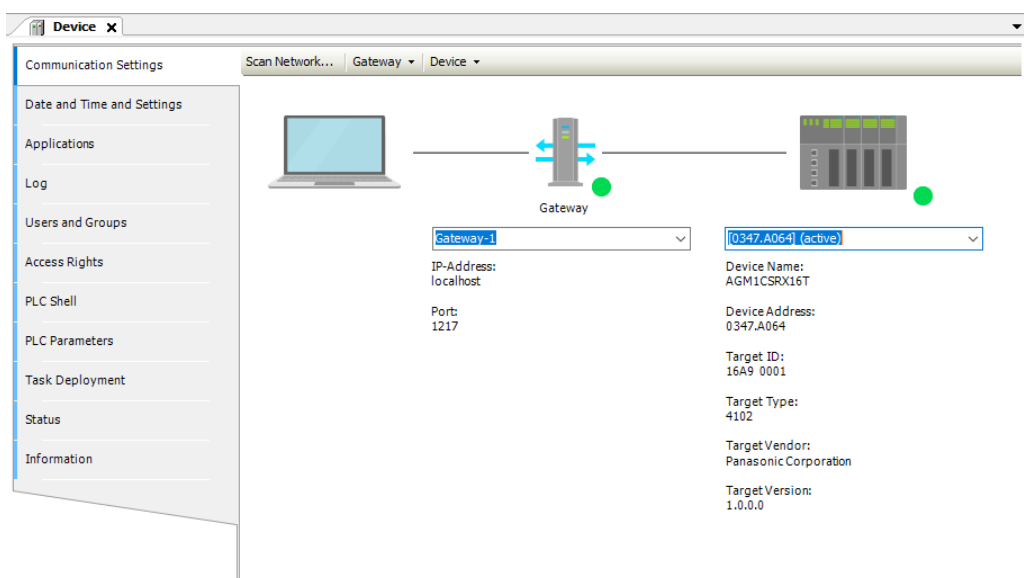 Device
Communication Settings
Scan Network...
Gateway
Device
Date and Time and Settings
Applications
Log
Users and Groups
Access Rights
PLC Shell
PLC Parameters
Task Deployment
Status
Information
Gateway
Gateway-1
IP-Address:
localhost
Port:
1217
[0347.A064] (active)
Device Name:
AGM1CSRX16T
Device Address:
0347.A064
Target ID:
16A9 0001
Target Type:
4102
Target Vendor:
Panasonic Corporation
Target Version:
1.0.0.0